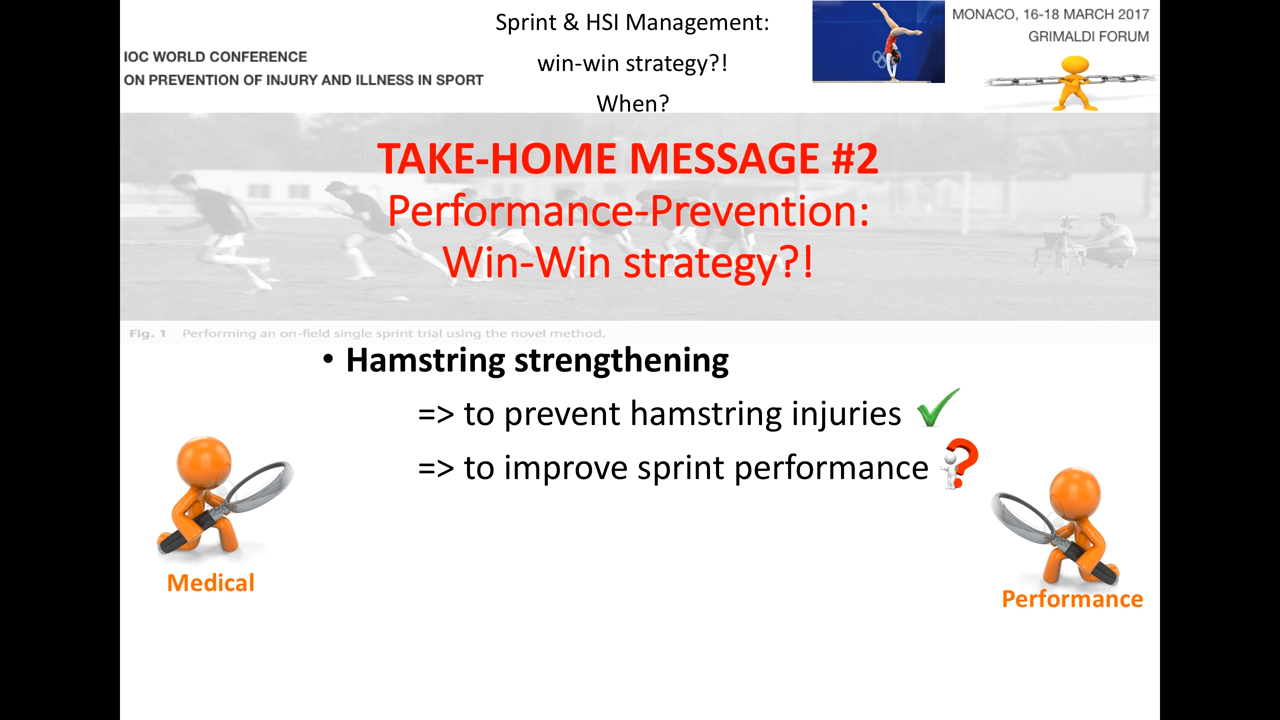 Sprint & HSI Management:
win-win strategy?!
When?
IOC WORLD CONFERENCE
ON PREVENTION OF INJURY AND ILLNESS IN SPORT
MONACO, 16-18 MARCH 2017
GRIMALDI FORUM
TAKE-HOME MESSAGE #2
Performance-Prevention:
Win-Win strategy?!
Fig. 1 Performing an on-field single sprint trial using the novel method.
• Hamstring strengthening
=> to prevent hamstring injuries
=> to improve sprint performance ?
Medical
Performance